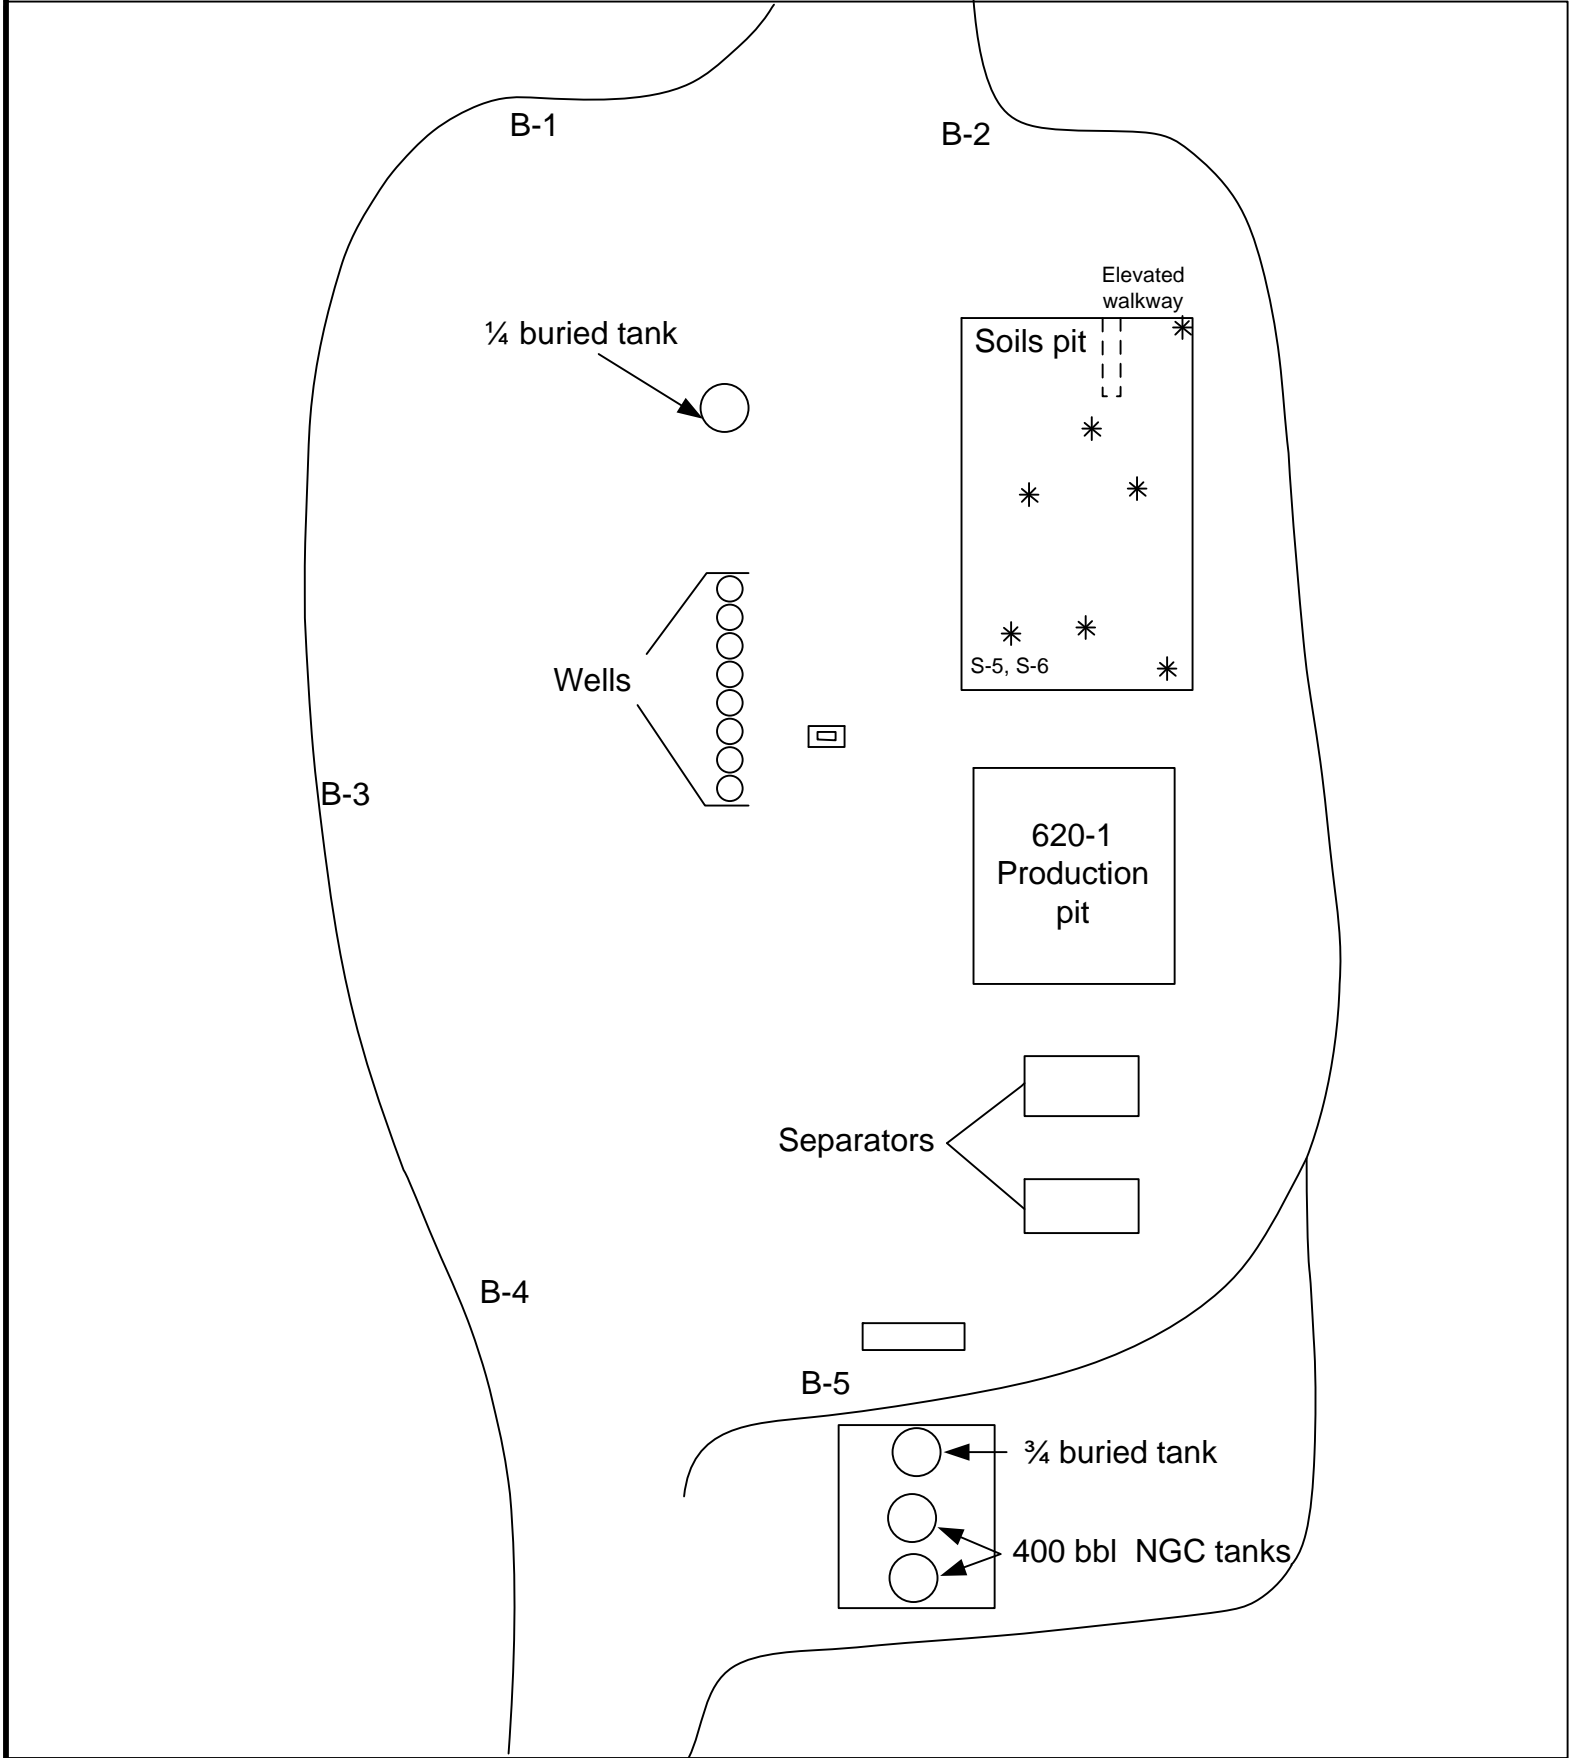 B-1
B-2
Elevated
walkway
¼ buried tank
Soils pit
S-5, S-6
Wells
B-3
620-1
Production
pit
Separators
B-4
B-5
¾ buried tank
400 bbl  NGC tanks